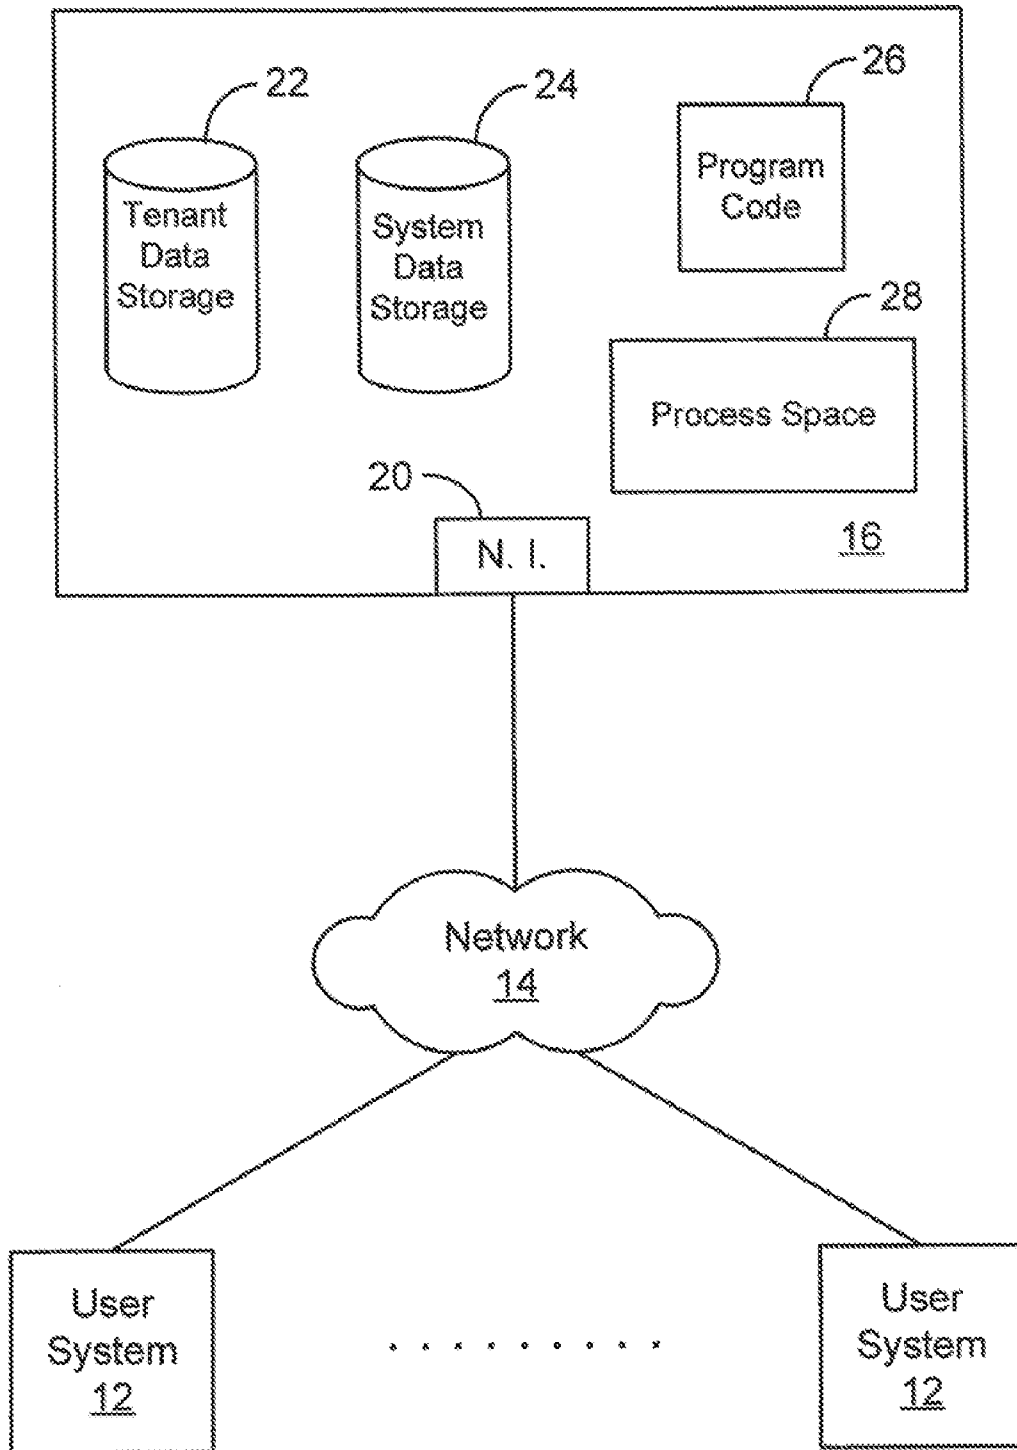 22
24
26
Tenant
Data
Storage
System
Data
Storage
Program
Code
28
Process Space
20
N. I.
16
Network
14
User
System
12
User
System
12